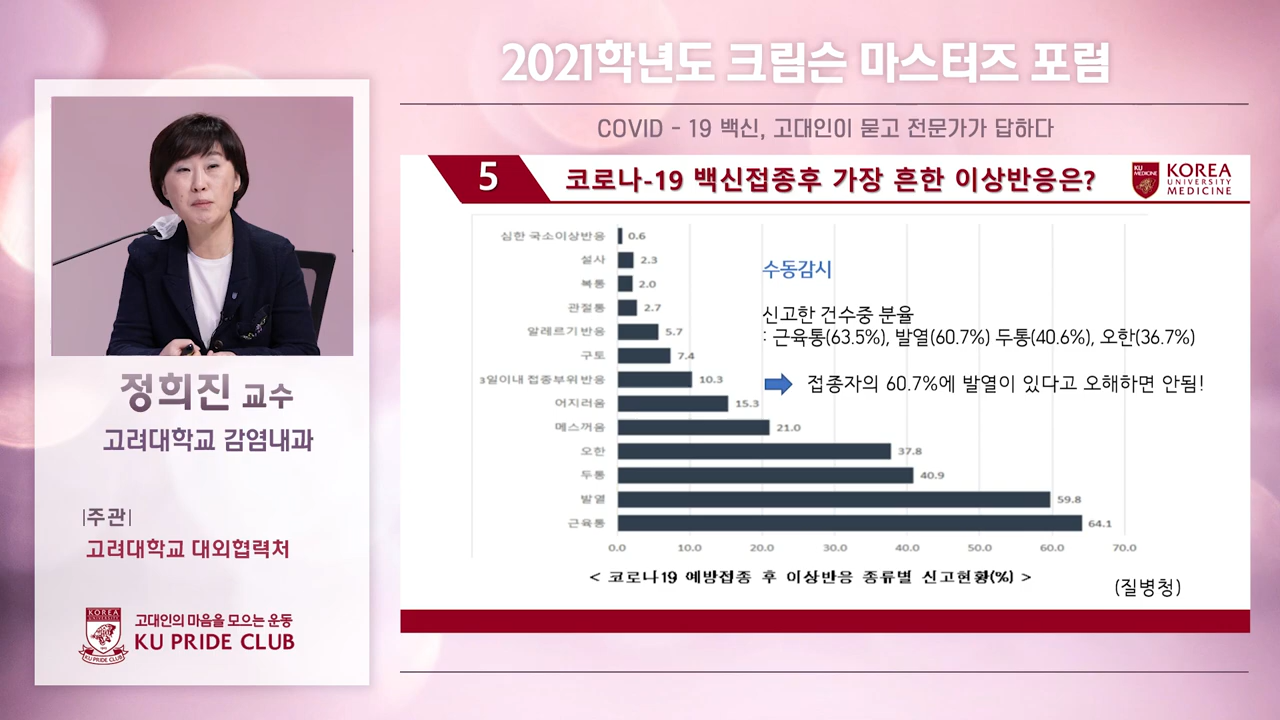 2021학년도 크림슨 마스터즈 포럼
COVID - 19 백신, 고대인이 묻고 전문가가 답하다
정희진 교수
고려대학교 감염내과
|주관|
고려대학교 대외협력처
KOREA
UNIVERSITY
KU PRIDE CLUB
고대인의 마음을 모으는 운동
KU PRIDE CLUB
5
코로나-19 백신접종후 가장 흔한 이상반응은?
KU
MEDICINE
KOREA
UNIVERSITY
MEDICINE
심한 국소이상반응 0.6
설사 2.3
복통 2.0
관절통 2.7
알레르기반응 5.7
구토 7.4
3일이내 접종부위반응 10.3
어지러움 15.3
메스꺼움 21.0
오한 37.8
두통 40.9
발열 59.8
근육통 64.1
0.0 10.0 20.0 30.0 40.0 50.0 60.0 70.0
수동감시
신고한 건수중 분율
: 근육통(63.5%), 발열(60.7%) 두통(40.6%), 오한(36.7%)
접종자의 60.7%에 발열이 있다고 오해하면 안됨!
< 코로나19 예방접종 후 이상반응 종류별 신고현황(%) >
(질병청)